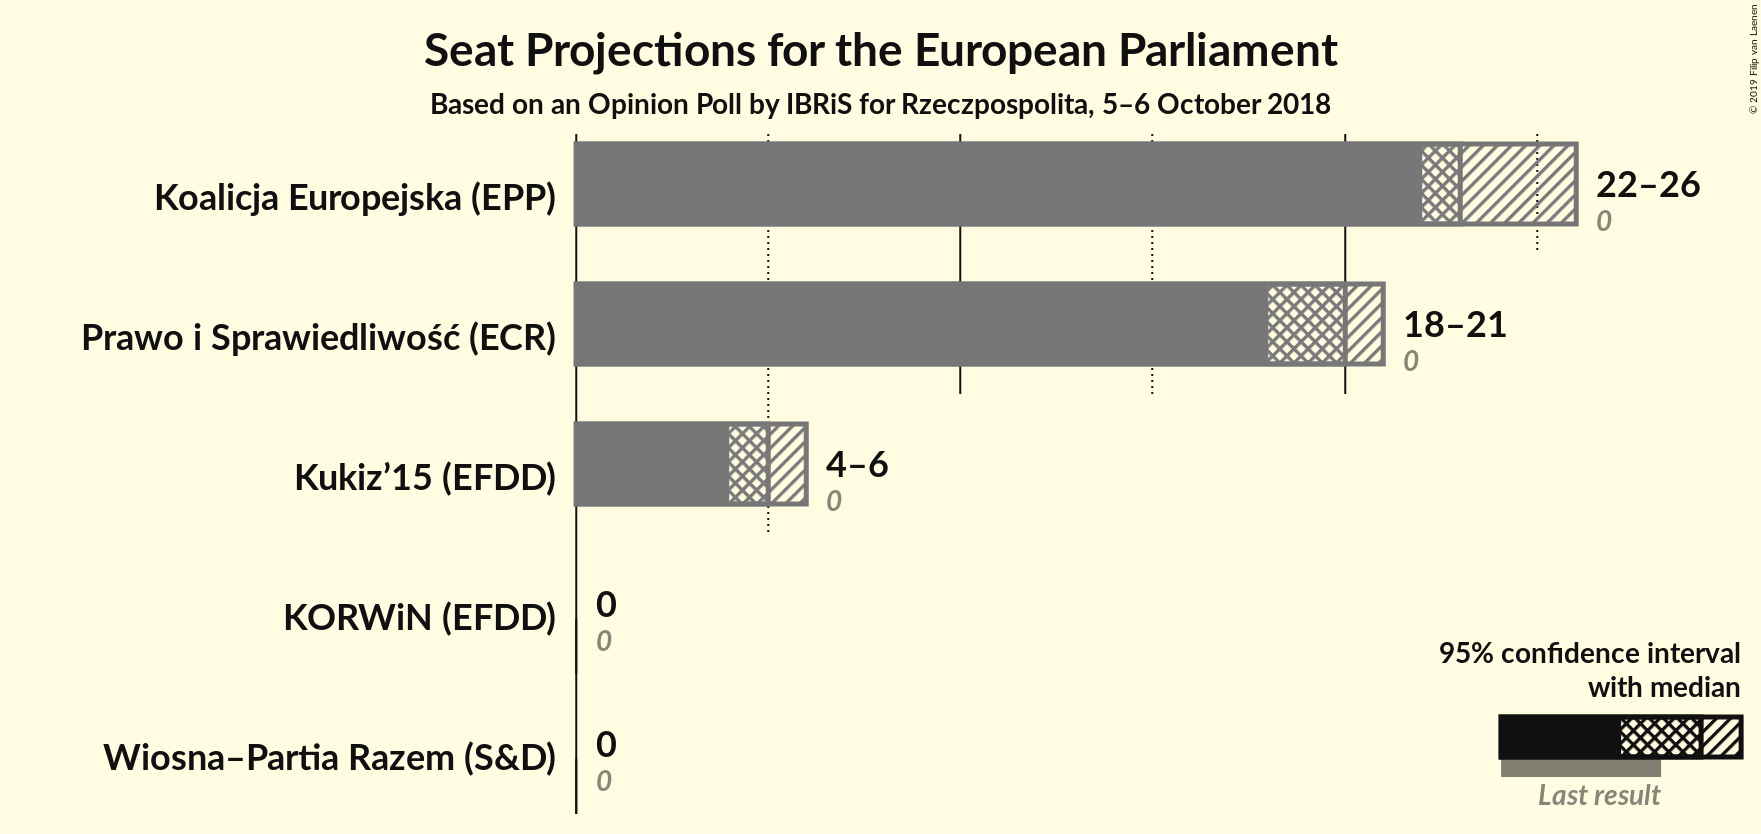 Seat Projections for the European Parliament
Based on an Opinion Poll by IBRiS for Rzeczpospolita, 5–6 October 2018
© 2019 Filip van Laenen
Koalicja Europejska (EPP)
22–26
0
Prawo i Sprawiedliwość (ECR)
18–21
0
Kukiz’15 (EFDD)
4–6
0
KORWiN (EFDD)
0
0
Wiosna–Partia Razem (S&D)
0
0
95% confidence interval
with median
Last result